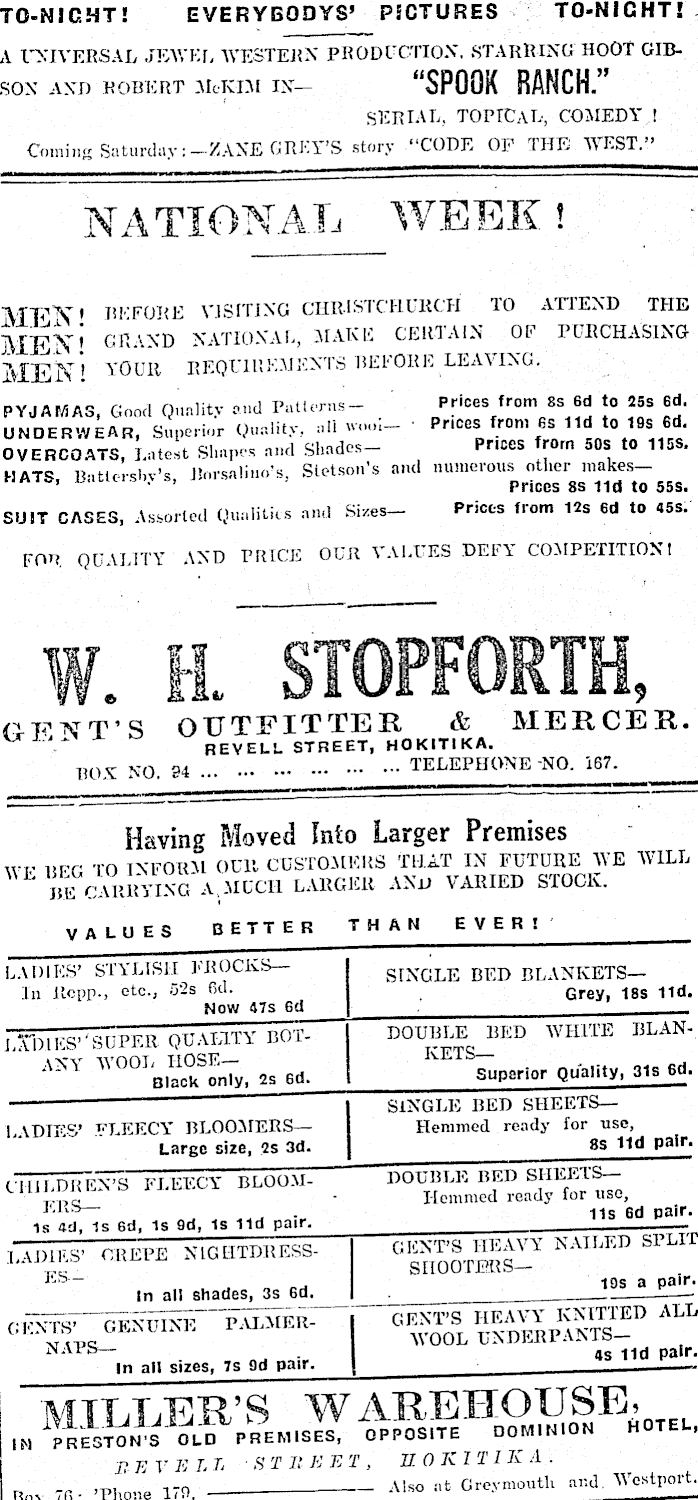 TO-NIGHT! EVERYBODYS' PICTURES TO-NIGHT!
A UNIVERSAL JEWEL WESTERN PRODUCTION, STARRING HOOT GIB-
SON AND ROBERT McKIM IN— "SPOOK RANCH."
SERIAL, TOPICAL, COMEDY!
Coming Saturday:—ZANE GREY'S story "CODE OF THE WEST."
NATIONAL WEEK!
MEN! BEFORE VISITING CHRISTCHURCH TO ATTEND THE
MEN! GRAND NATIONAL, MAKE CERTAIN OF PURCHASING
MEN! YOUR REQUIREMENTS BEFORE LEAVING.
PYJAMAS, Good Quality and Patterns— Prices from 8s 6d to 25s 6d.
UNDERWEAR, Superior Quality, all wool— Prices from 6s 11d to 19s 6d.
OVERCOATS, Latest Shapes and Shades— Prices from 50s to 115s.
HATS, Battersby's, Borsalino's, Stetson's and numerous other makes—
Prices 8s 11d to 55s.
SUIT CASES, Assorted Qualities and Sizes— Prices from 12s 6d to 45s.
FOR QUALITY AND PRICE OUR VALUES DEFY COMPETITION!
W. H. STOPFORTH,
GENT'S OUTFITTER & MERCER.
REVELL STREET, HOKITIKA.
BOX NO. 94 ... ... ... ... ... ... TELEPHONE NO. 167.
Having Moved Into Larger Premises
WE BEG TO INFORM OUR CUSTOMERS THAT IN FUTURE WE WILL
BE CARRYING A MUCH LARGER AND VARIED STOCK.
VALUES BETTER THAN EVER!
LADIES' STYLISH FROCKS—
In Repp., etc., 52s 6d.
Now 47s 6d
LADIES' SUPER QUALITY BOT-
ANY WOOL HOSE—
Black only, 2s 6d.
LADIES' FLEECY BLOOMERS—
Large size, 2s 3d.
CHILDREN'S FLEECY BLOOM-
ERS—
1s 4d, 1s 6d, 1s 9d, 1s 11d pair.
LADIES' CREPE NIGHTDRESS-
ES—
In all shades, 3s 6d.
GENTS' GENUINE PALMER-
NAPS—
In all sizes, 7s 9d pair.
SINGLE BED BLANKETS—
Grey, 18s 11d.
DOUBLE BED WHITE BLAN-
KETS—
Superior Quality, 31s 6d.
SINGLE BED SHEETS—
Hemmed ready for use,
8s 11d pair.
DOUBLE BED SHEETS—
Hemmed ready for use,
11s 6d pair.
GENT'S HEAVY NAILED SPLIT
SHOOTERS—
19s a pair.
GENT'S HEAVY KNITTED ALL
WOOL UNDERPANTS—
4s 11d pair.
MILLER'S WAREHOUSE,
IN PRESTON'S OLD PREMISES, OPPOSITE DOMINION HOTEL,
REVELL STREET, HOKITIKA.
Box 76: 'Phone 179. ——— Also at Greymouth and Westport.